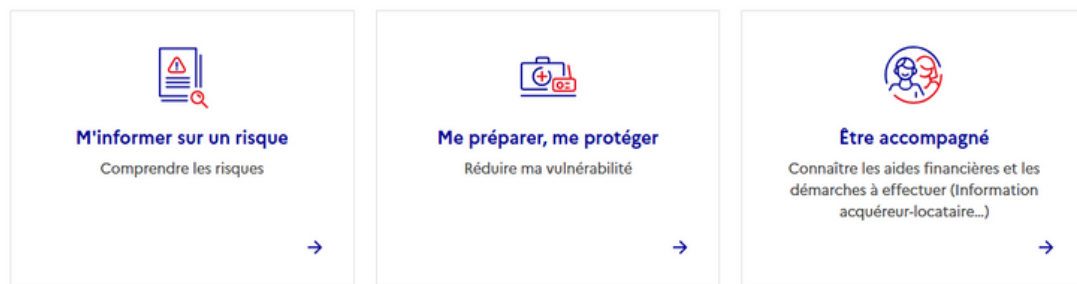 M'informer sur un risque
Comprendre les risques
Me préparer, me protéger
Réduire ma vulnérabilité
Être accompagné
Connaître les aides financières et les
démarches à effectuer (Information
acquéreur-locataire...)